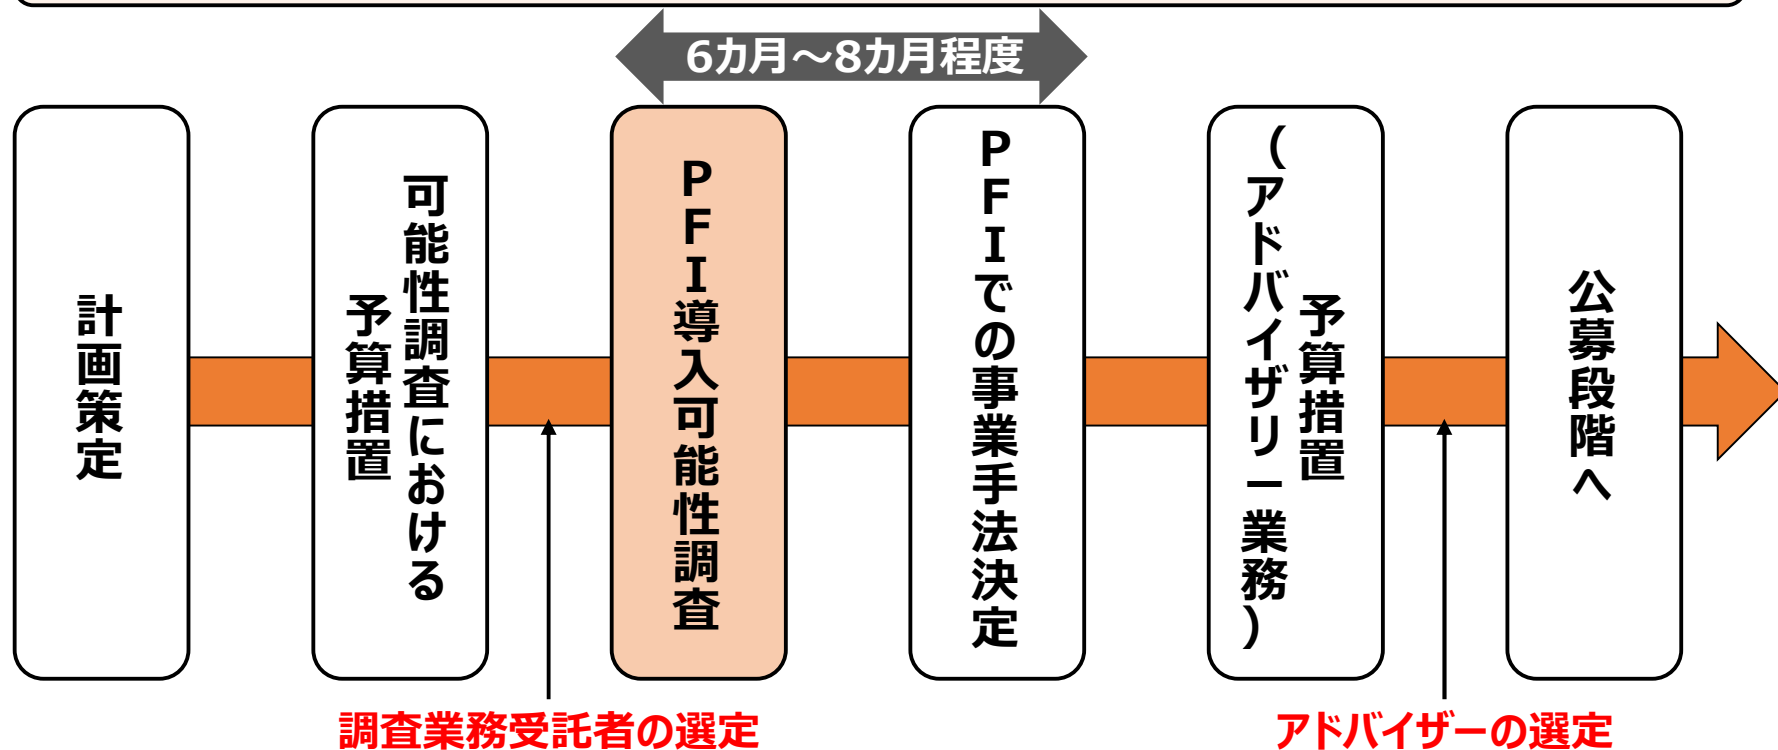 6カ月～8カ月程度
計画策定
可能性調査における
予算措置
PFI導入可能性調査
PFIでの事業手法決定
予算措置
（アドバイザリー業務）
公募段階へ
調査業務受託者の選定
アドバイザーの選定